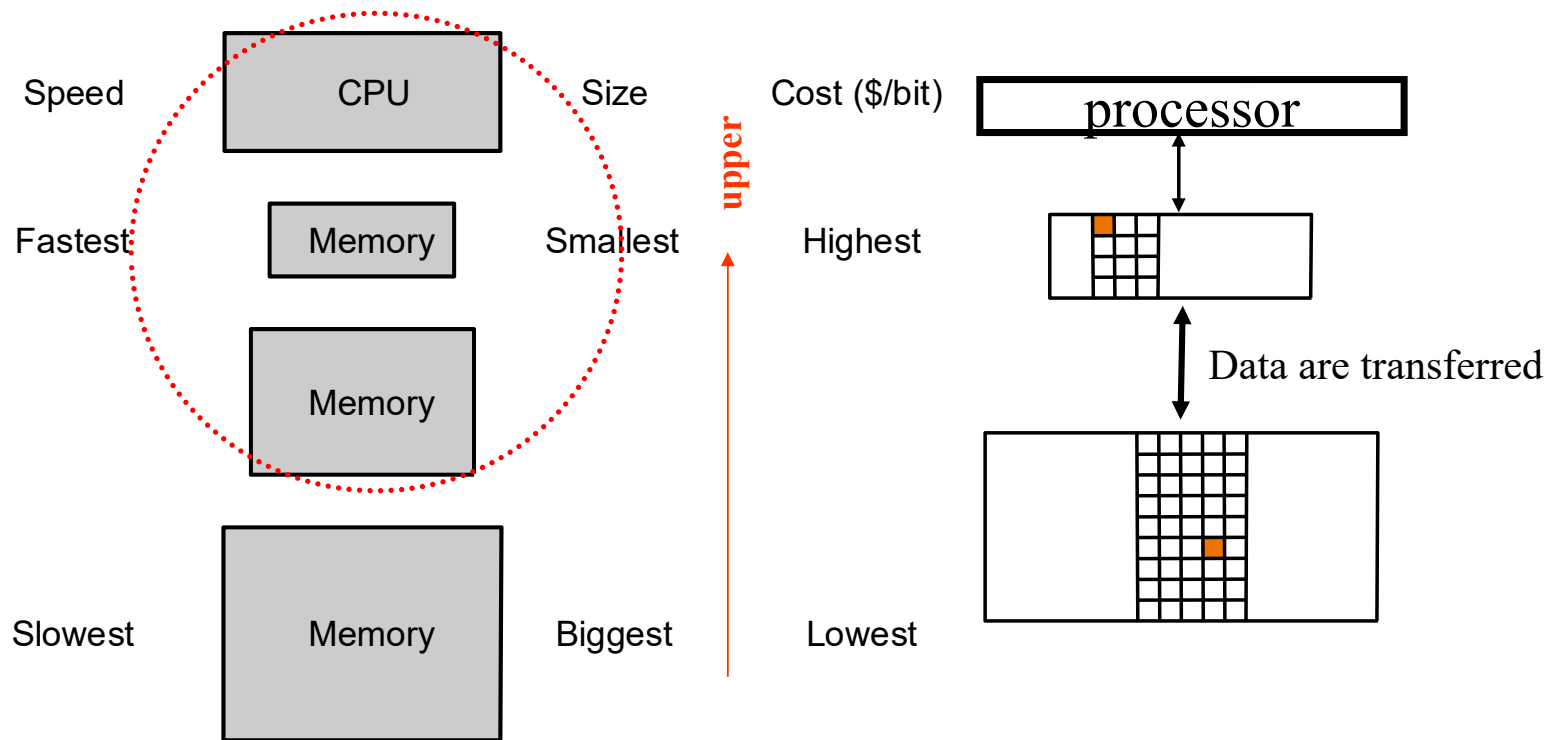 Speed CPU Size Cost ($/bit) processor
upper
Fastest Memory Smallest Highest
Memory
Data are transferred
Slowest Memory Biggest Lowest